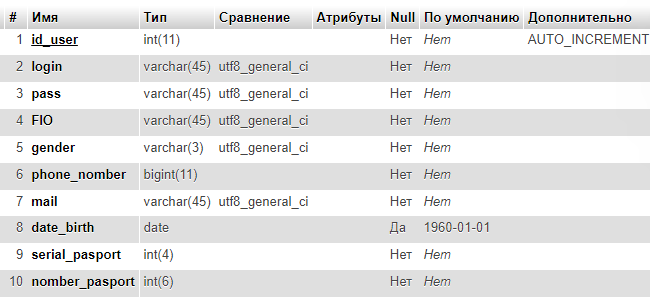 # Имя Тип Сравнение Атрибуты Null По умолчанию Дополнительно
1 id_user int(11) Нет Нет AUTO_INCREMENT
2 login varchar(45) utf8_general_ci Нет Нет
3 pass varchar(45) utf8_general_ci Нет Нет
4 FIO varchar(45) utf8_general_ci Нет Нет
5 gender varchar(3) utf8_general_ci Нет Нет
6 phone_nomber bigint(11) Нет Нет
7 mail varchar(45) utf8_general_ci Нет Нет
8 date_birth date Да 1960-01-01
9 serial_pasport int(4) Нет Нет
10 nomber_pasport int(6) Нет Нет